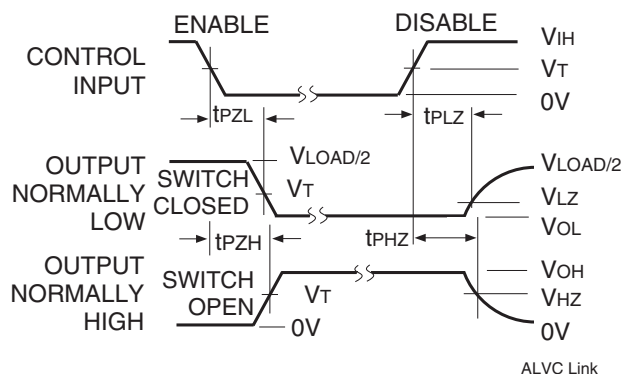 ENABLE
DISABLE
CONTROL
INPUT
VIH
VT
0V
tPZL
tPLZ
OUTPUT
NORMALLY
LOW
SWITCH
CLOSED
VLOAD/2
VT
VLOAD/2
VLZ
VOL
tPZH
tPHZ
OUTPUT
NORMALLY
HIGH
SWITCH
OPEN
VT
0V
VOH
VHZ
0V
ALVC Link